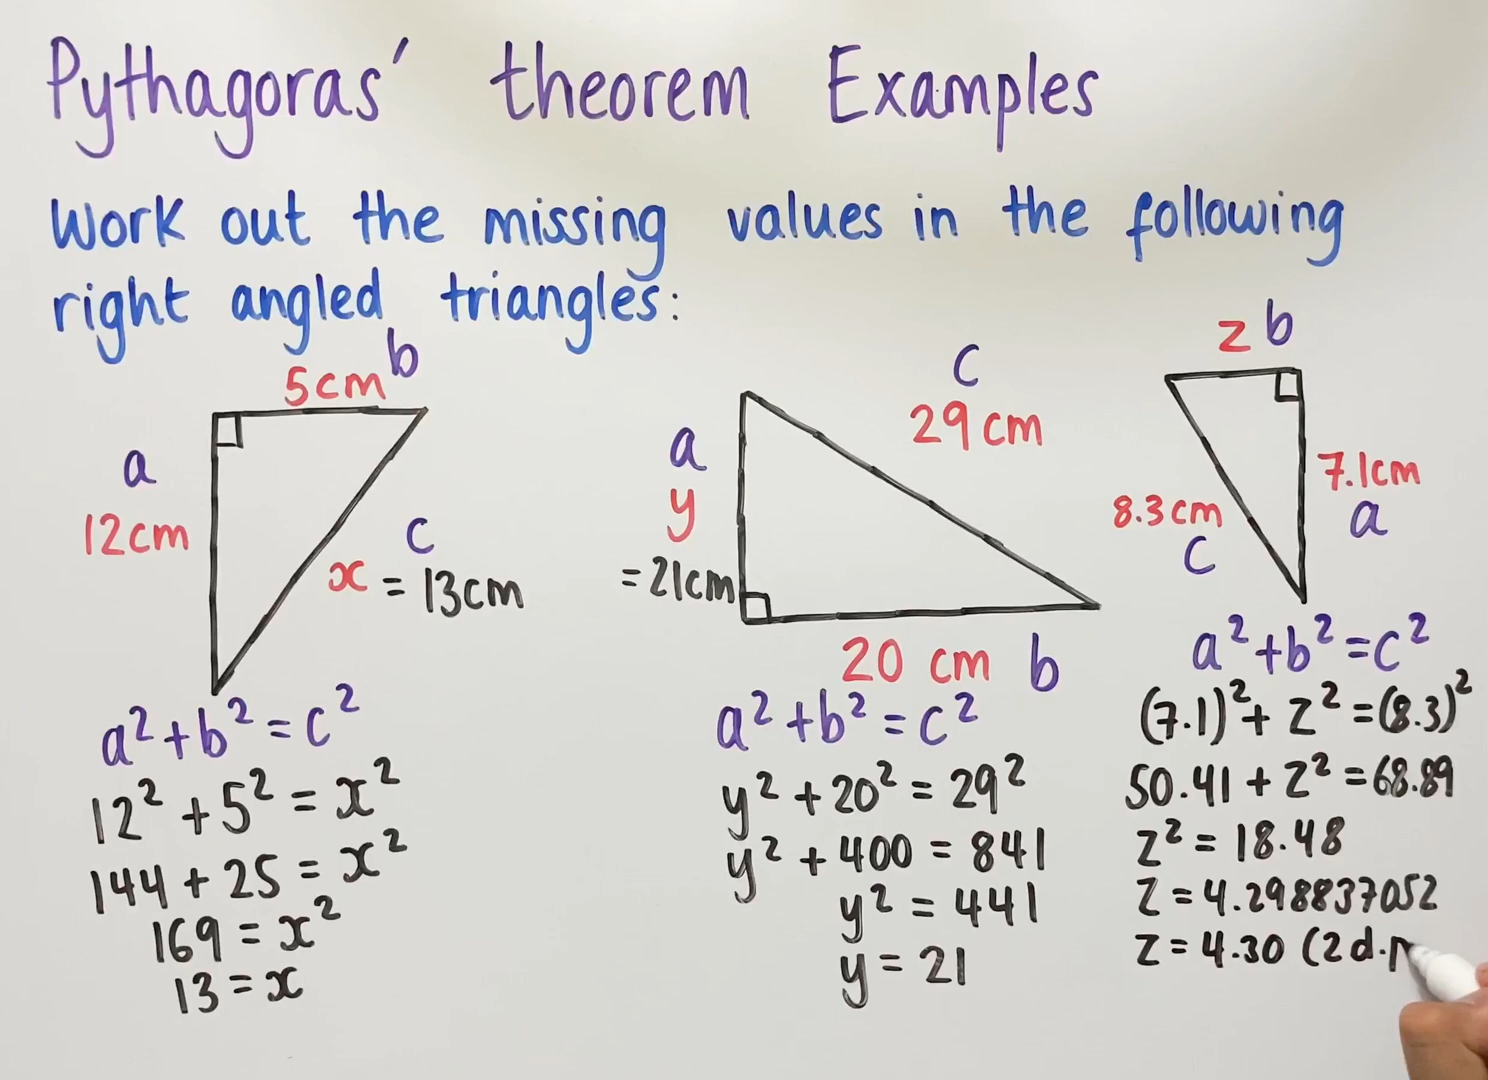 Pythagoras' theorem Examples
Work out the missing values in the following
right angled triangles:
5cm b
a
12cm
c
x = 13cm
a² + b² = c²
12² + 5² = x²
144 + 25 = x²
169 = x²
13 = x
c
29cm
a
y
= 21cm
20 cm b
a² + b² = c²
y² + 20² = 29²
y² + 400 = 841
y² = 441
y = 21
z b
7.1cm
a
8.3cm
c
a² + b² = c²
(7.1)² + z² = (8.3)²
50.41 + z² = 68.89
z² = 18.48
z = 4.298837052
z = 4.30 (2d.p